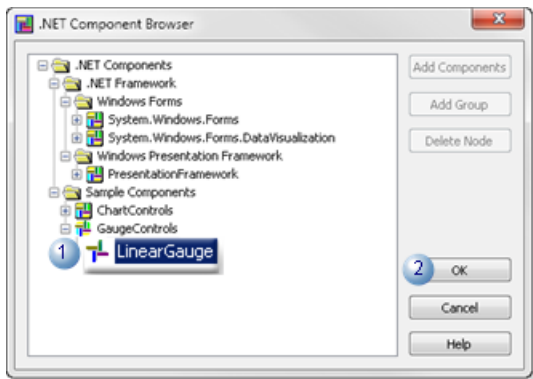 .NET Component Browser
.NET Components
.NET Framework
Windows Forms
System.Windows.Forms
System.Windows.Forms.DataVisualization
Windows Presentation Framework
PresentationFramework
Sample Components
ChartControls
GaugeControls
1 LinearGauge
Add Components
Add Group
Delete Node
2 OK
Cancel
Help